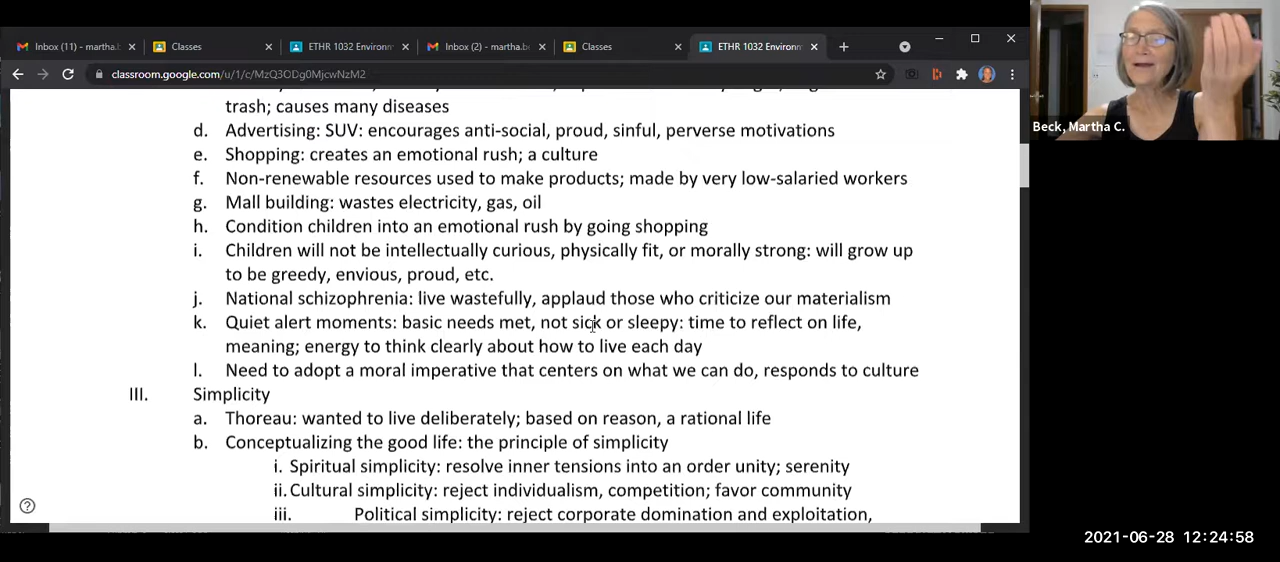 Inbox (11) - martha.b
Classes
ETHR 1032 Environm
Inbox (2) - martha.be
Classes
ETHR 1032 Environm
classroom.google.com/u/1/c/MzQ3ODg0MjcwNzM2
trash; causes many diseases
d. Advertising: SUV: encourages anti-social, proud, sinful, perverse motivations
e. Shopping: creates an emotional rush; a culture
f. Non-renewable resources used to make products; made by very low-salaried workers
g. Mall building: wastes electricity, gas, oil
h. Condition children into an emotional rush by going shopping
i. Children will not be intellectually curious, physically fit, or morally strong: will grow up
to be greedy, envious, proud, etc.
j. National schizophrenia: live wastefully, applaud those who criticize our materialism
k. Quiet alert moments: basic needs met, not sick or sleepy: time to reflect on life,
meaning; energy to think clearly about how to live each day
l. Need to adopt a moral imperative that centers on what we can do, responds to culture
III. Simplicity
a. Thoreau: wanted to live deliberately; based on reason, a rational life
b. Conceptualizing the good life: the principle of simplicity
i. Spiritual simplicity: resolve inner tensions into an order unity; serenity
ii. Cultural simplicity: reject individualism, competition; favor community
iii. Political simplicity: reject corporate domination and exploitation,
Beck, Martha C.
2021-06-28 12:24:58